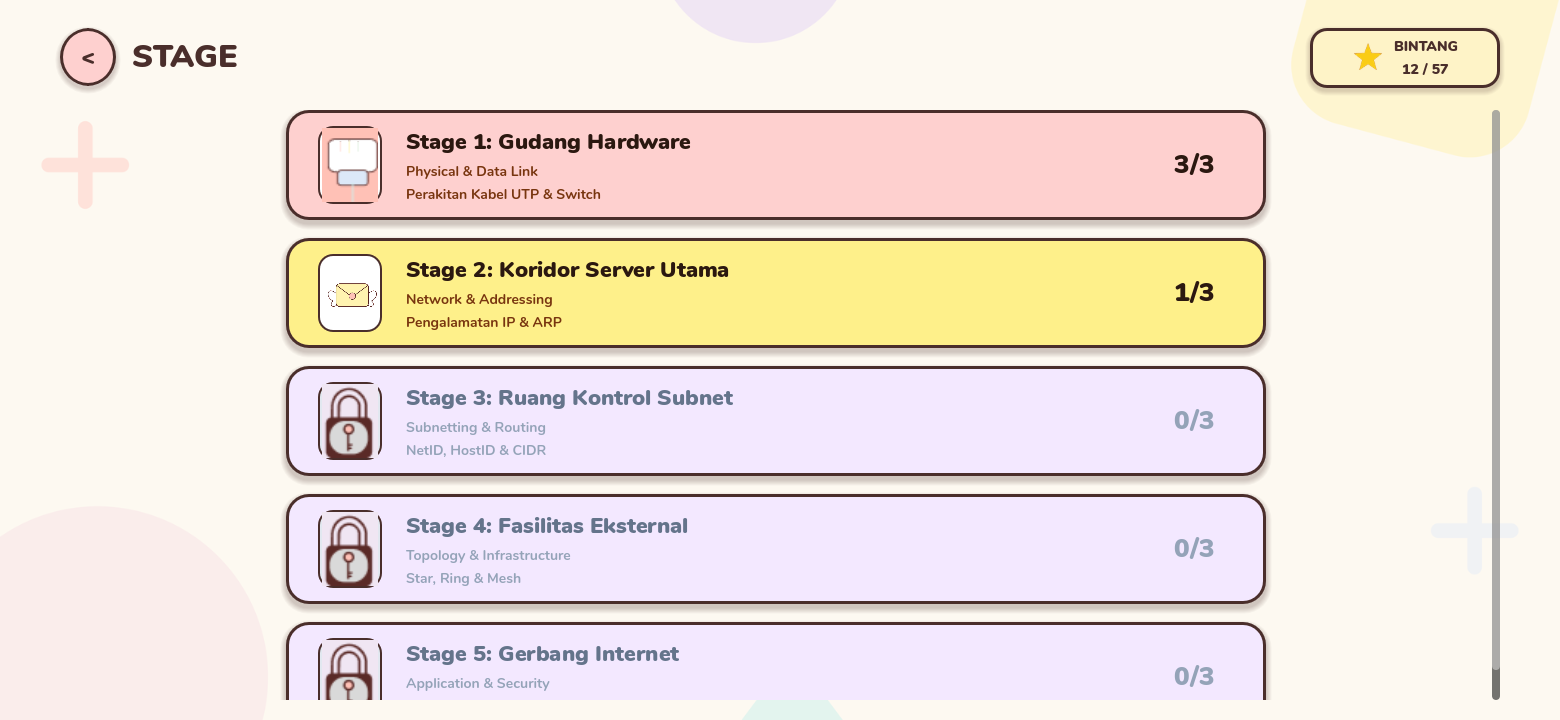 <
STAGE
BINTANG
12 / 57
Stage 1: Gudang Hardware
Physical & Data Link
Perakitan Kabel UTP & Switch
3/3
Stage 2: Koridor Server Utama
Network & Addressing
Pengalamatan IP & ARP
1/3
Stage 3: Ruang Kontrol Subnet
Subnetting & Routing
NetID, HostID & CIDR
0/3
Stage 4: Fasilitas Eksternal
Topology & Infrastructure
Star, Ring & Mesh
0/3
Stage 5: Gerbang Internet
Application & Security
0/3